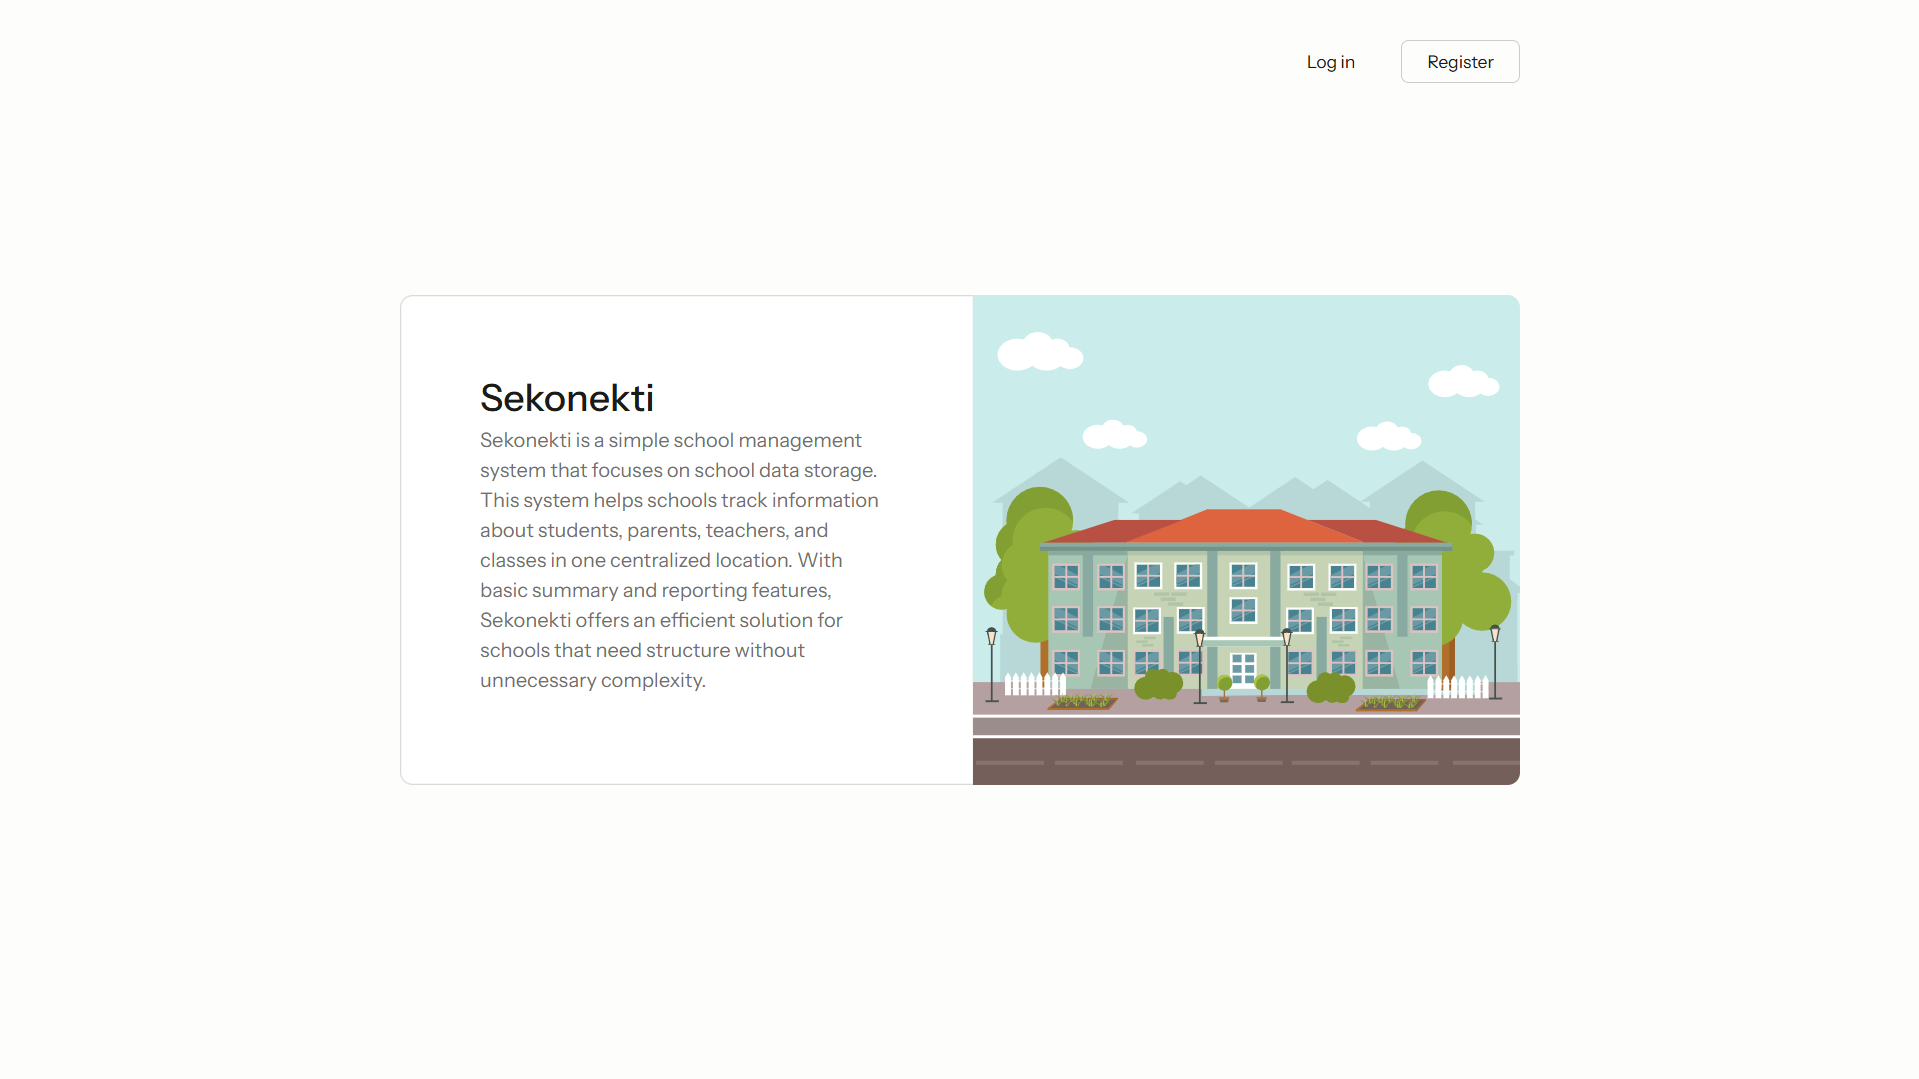 Log in
Register
Sekonekti
Sekonekti is a simple school management
system that focuses on school data storage.
This system helps schools track information
about students, parents, teachers, and
classes in one centralized location. With
basic summary and reporting features,
Sekonekti offers an efficient solution for
schools that need structure without
unnecessary complexity.